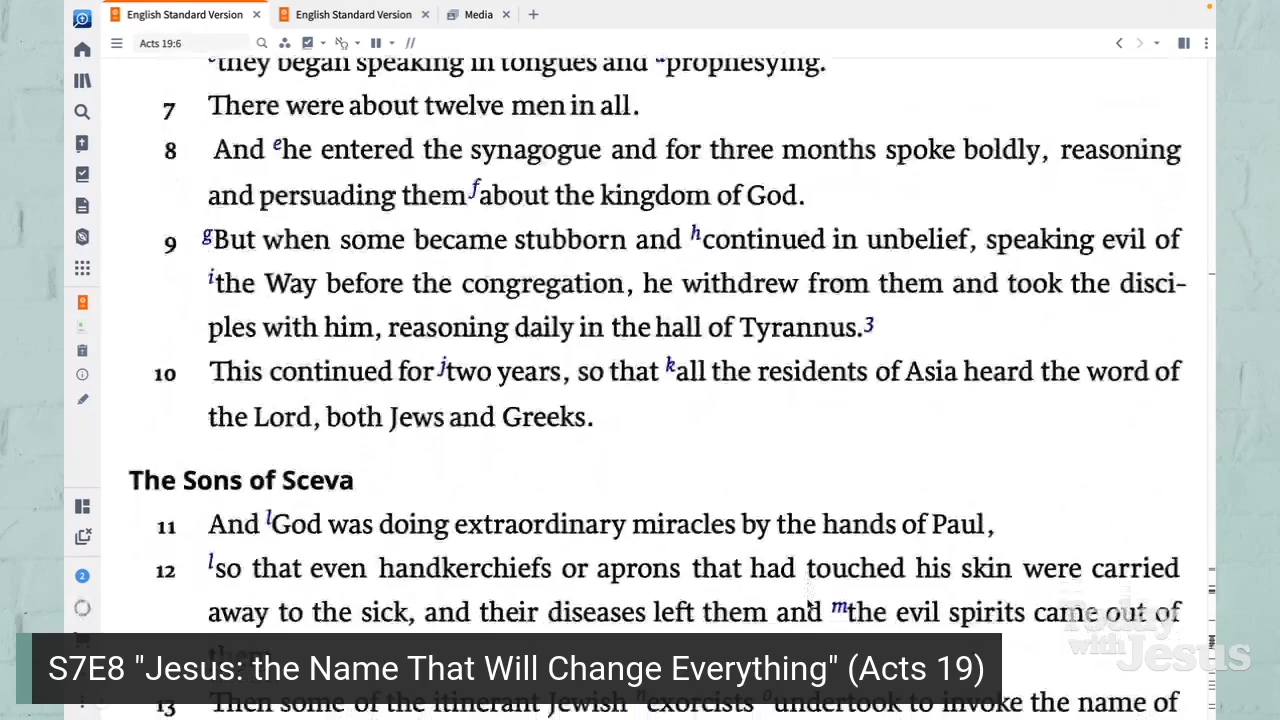 English Standard Version
English Standard Version
Media
Acts 19:6
e they began speaking in tongues and d prophesying.
7 There were about twelve men in all.
8 And e he entered the synagogue and for three months spoke boldly, reasoning
and persuading them f about the kingdom of God.
9 g But when some became stubborn and h continued in unbelief, speaking evil of
i the Way before the congregation, he withdrew from them and took the disci-
ples with him, reasoning daily in the hall of Tyrannus.3
10 This continued for j two years, so that k all the residents of Asia heard the word of
the Lord, both Jews and Greeks.
The Sons of Sceva
11 And l God was doing extraordinary miracles by the hands of Paul,
12 l so that even handkerchiefs or aprons that had touched his skin were carried
away to the sick, and their diseases left them and m the evil spirits came out of
them.
2
Today
with Jesus
S7E8 "Jesus: the Name That Will Change Everything" (Acts 19)
13 Then some of the itinerant Jewish n exorcists o undertook to invoke the name of